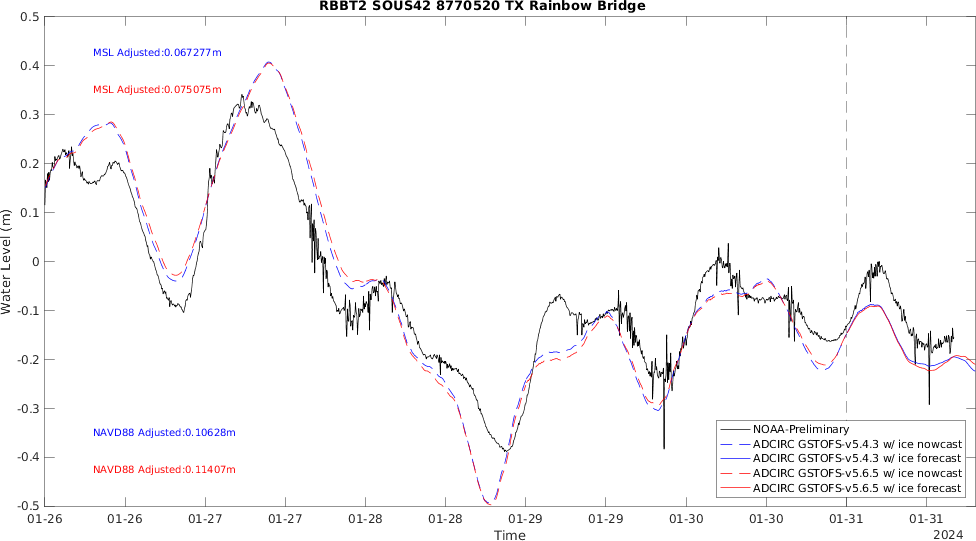 RBBT2 SOUS42 8770520 TX Rainbow Bridge
0.5
0.4
0.3
0.2
0.1
0
-0.1
-0.2
-0.3
-0.4
-0.5
Water Level (m)
MSL Adjusted:0.067277m
MSL Adjusted:0.075075m
NAVD88 Adjusted:0.10628m
NAVD88 Adjusted:0.11407m
NOAA-Preliminary
ADCIRC GSTOFS-v5.4.3 w/ ice nowcast
ADCIRC GSTOFS-v5.4.3 w/ ice forecast
ADCIRC GSTOFS-v5.6.5 w/ ice nowcast
ADCIRC GSTOFS-v5.6.5 w/ ice forecast
01-26 01-26 01-27 01-27 01-28 01-28 01-29 01-29 01-30 01-30 01-31 01-31
Time
2024